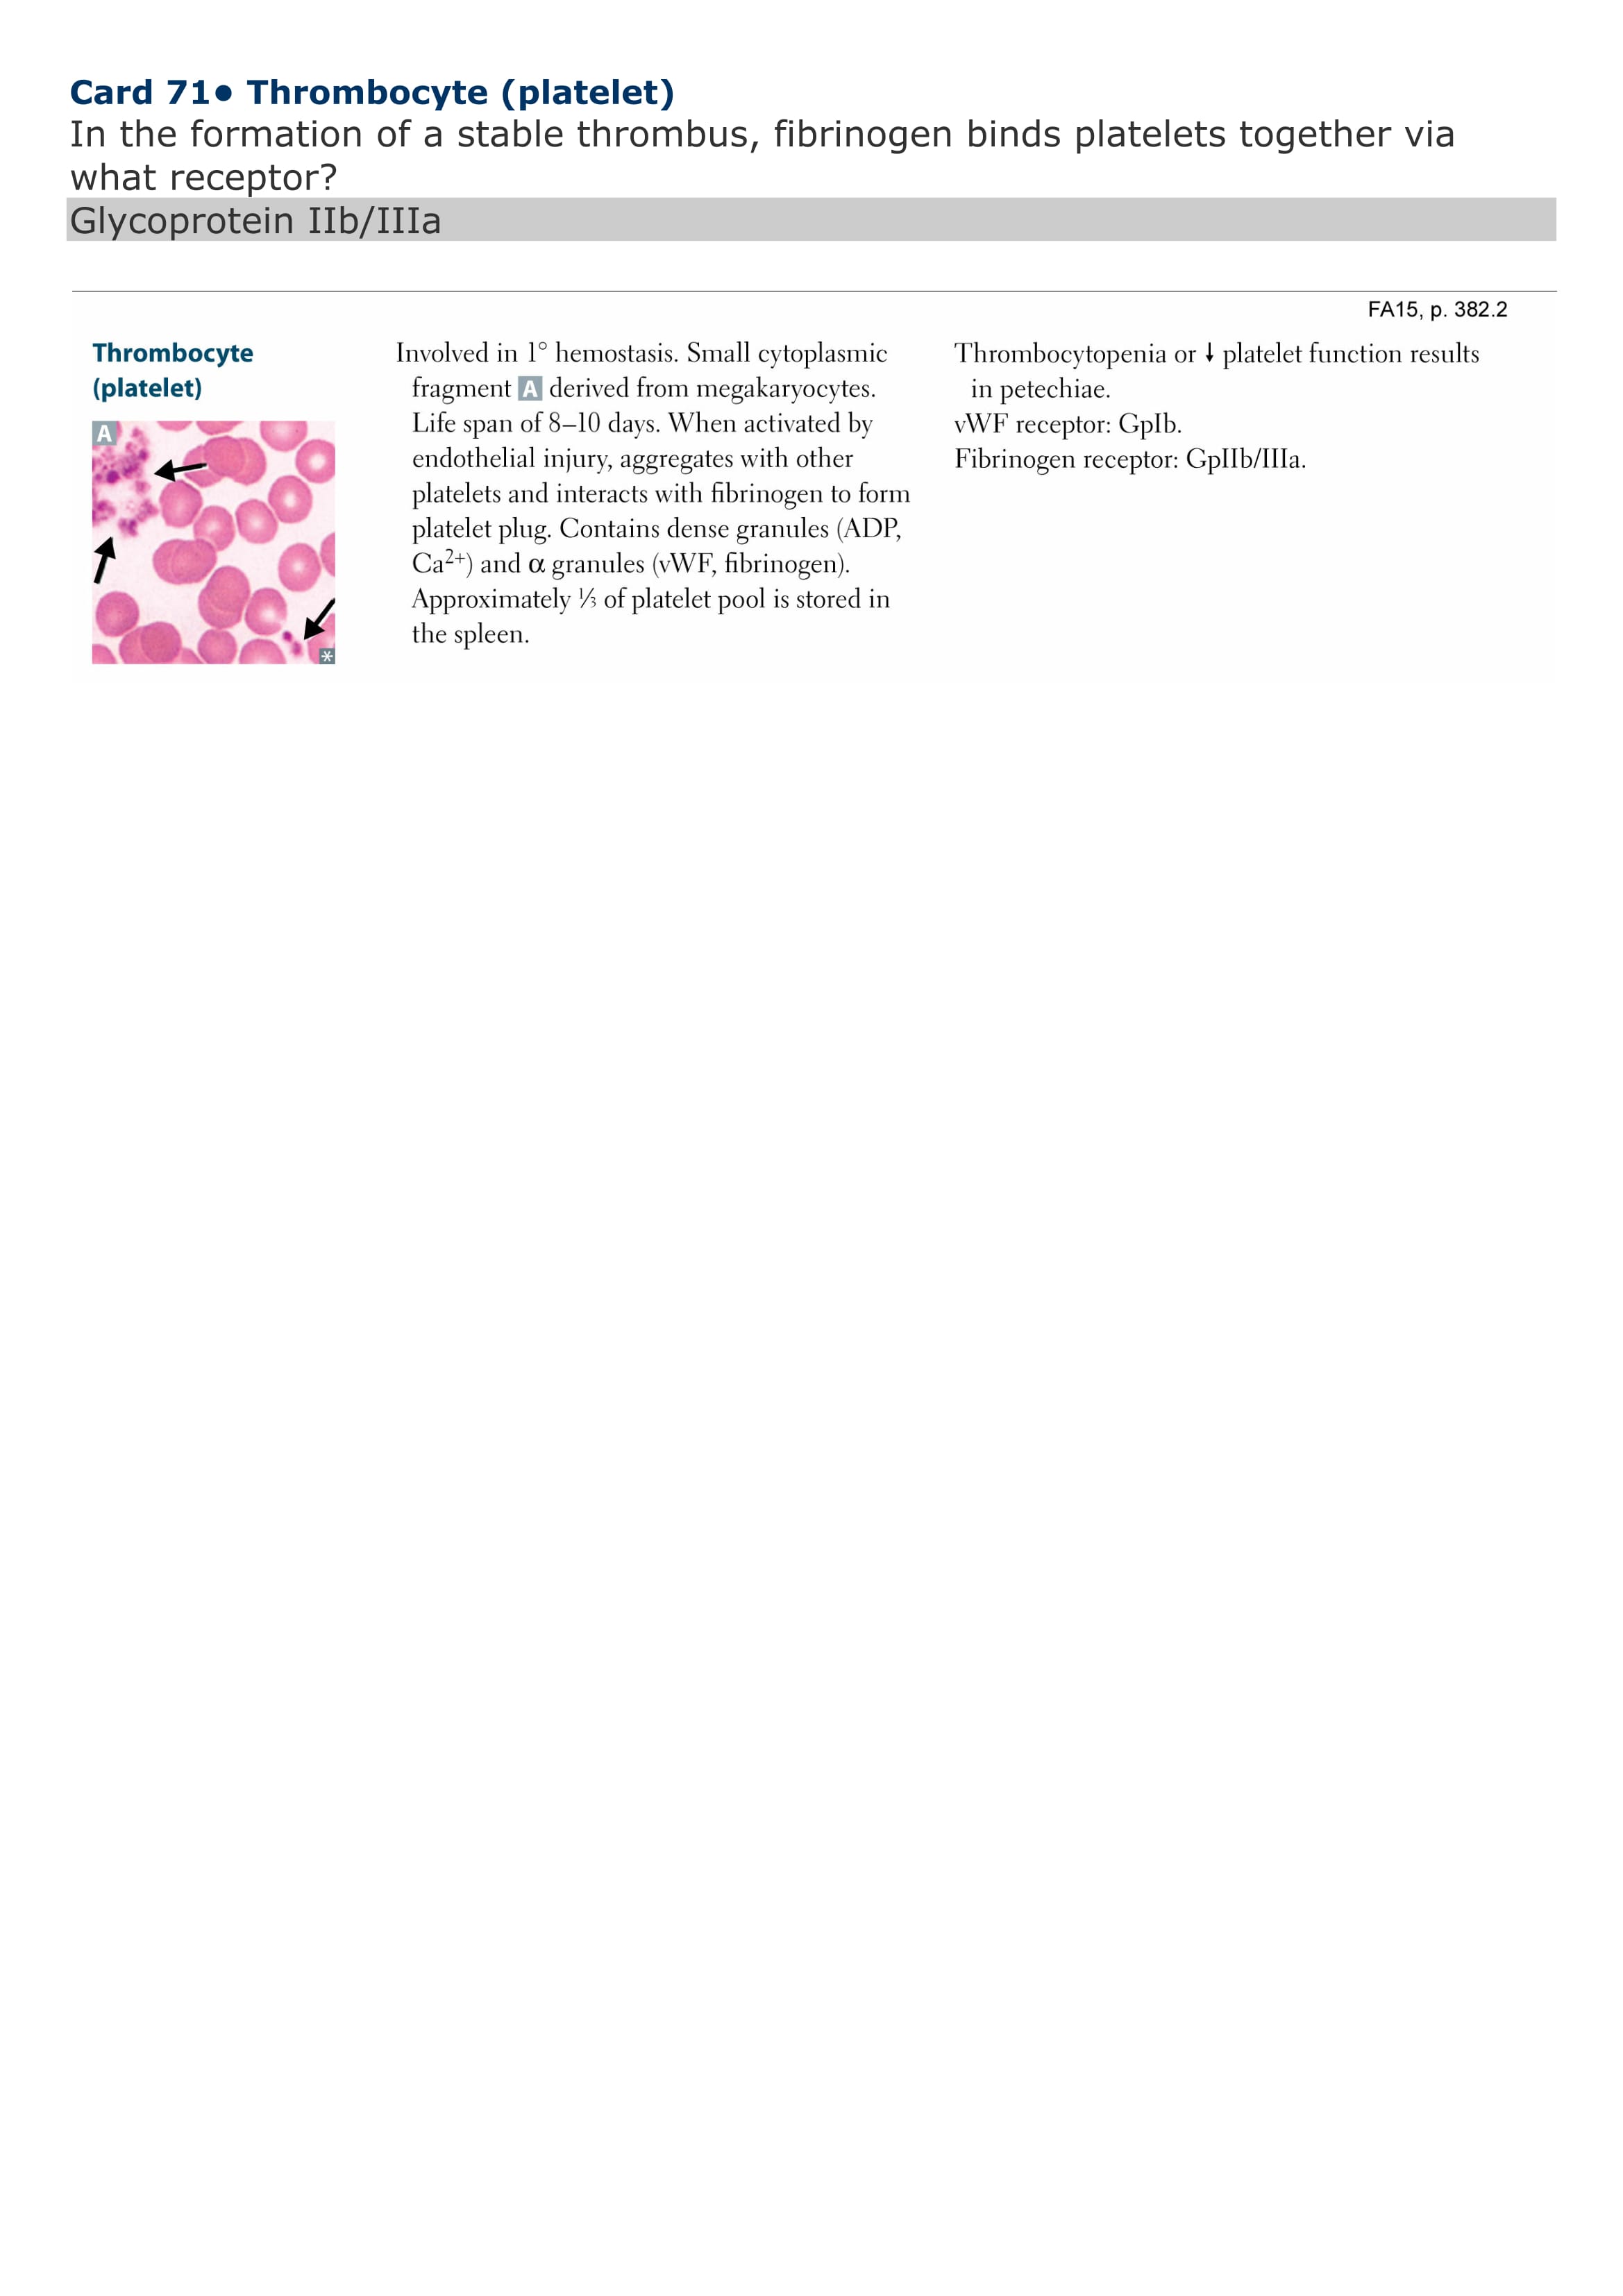 Card 71● Thrombocyte (platelet)
In the formation of a stable thrombus, fibrinogen binds platelets together via
what receptor?
Glycoprotein IIb/IIIa
FA15, p. 382.2
Thrombocyte
(platelet)
A
*
Involved in 1° hemostasis. Small cytoplasmic
fragment A derived from megakaryocytes.
Life span of 8–10 days. When activated by
endothelial injury, aggregates with other
platelets and interacts with fibrinogen to form
platelet plug. Contains dense granules (ADP,
Ca²⁺) and α granules (vWF, fibrinogen).
Approximately ⅓ of platelet pool is stored in
the spleen.
Thrombocytopenia or ↓ platelet function results
in petechiae.
vWF receptor: GpIb.
Fibrinogen receptor: GpIIb/IIIa.